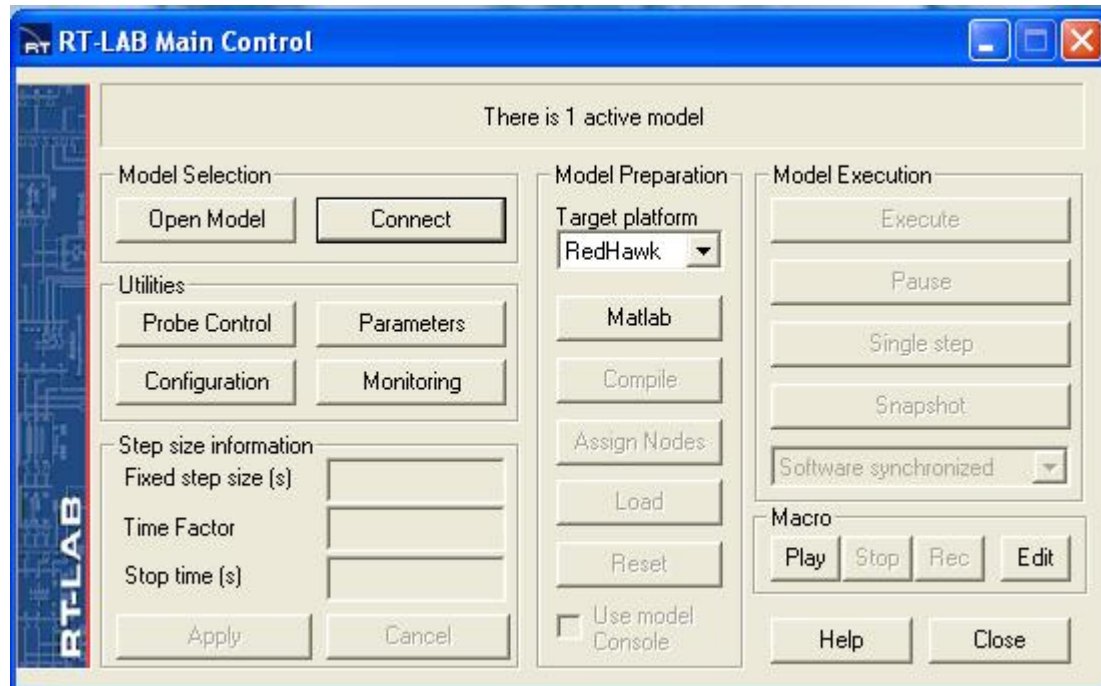 RT RT-LAB Main Control
There is 1 active model
Model Selection
Open Model
Connect
Utilities
Probe Control
Parameters
Configuration
Monitoring
Step size information
Fixed step size (s)
Time Factor
Stop time (s)
Apply
Cancel
Model Preparation
Target platform
RedHawk
Matlab
Compile
Assign Nodes
Load
Reset
Use model
Console
Model Execution
Execute
Pause
Single step
Snapshot
Software synchronized
Macro
Play
Stop
Rec
Edit
Help
Close
RT-LAB